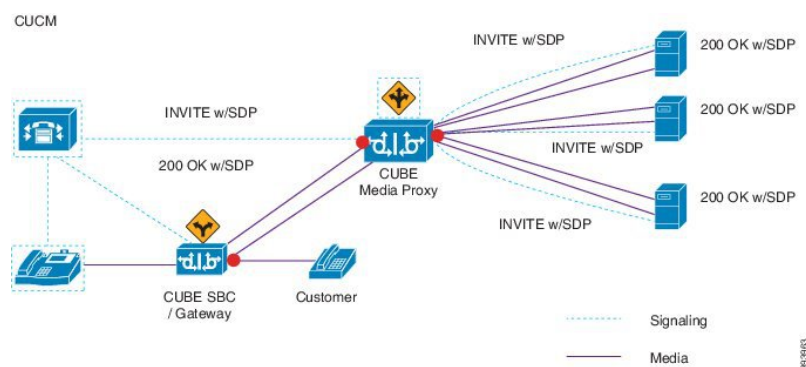 CUCM
INVITE w/SDP
200 OK w/SDP
INVITE w/SDP
200 OK w/SDP
200 OK w/SDP
INVITE w/SDP
CUBE
Media Proxy
200 OK w/SDP
INVITE w/SDP
CUBE SBC
/ Gateway
Customer
Signaling
Media